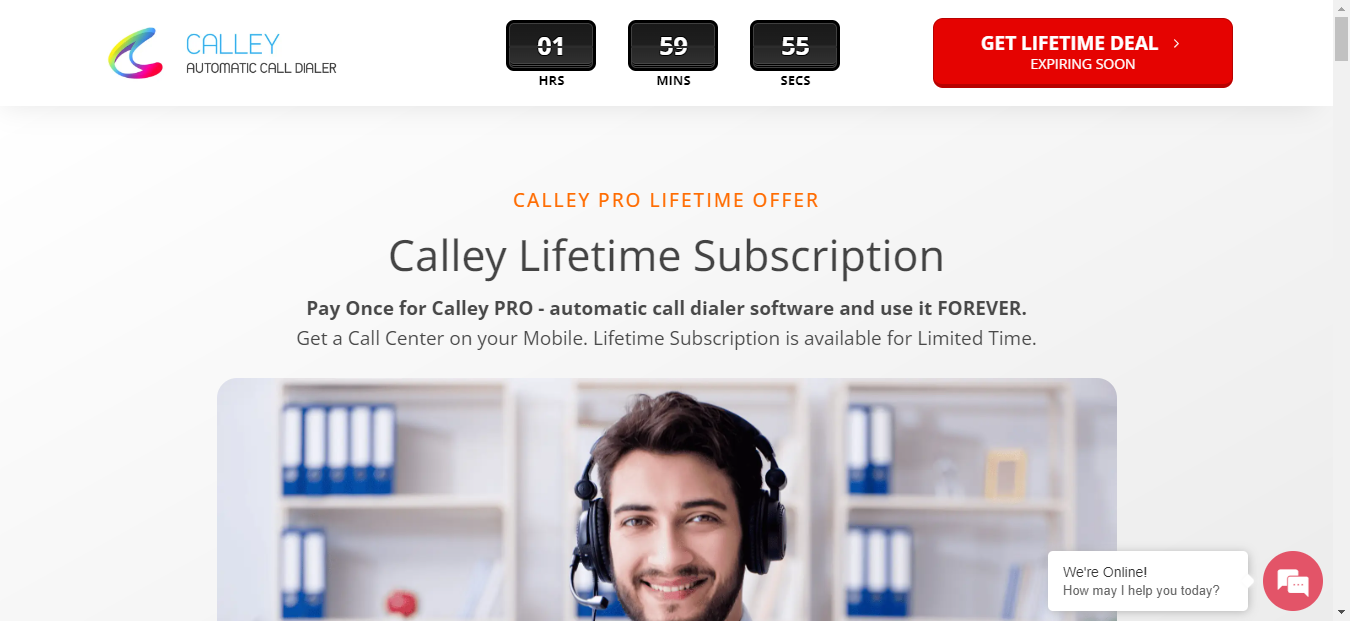 CALLEY
AUTOMATIC CALL DIALER
01
HRS
59
MINS
55
SECS
GET LIFETIME DEAL
EXPIRING SOON
CALLEY PRO LIFETIME OFFER
Calley Lifetime Subscription
Pay Once for Calley PRO - automatic call dialer software and use it FOREVER.
Get a Call Center on your Mobile. Lifetime Subscription is available for Limited Time.
We're Online!
How may I help you today?